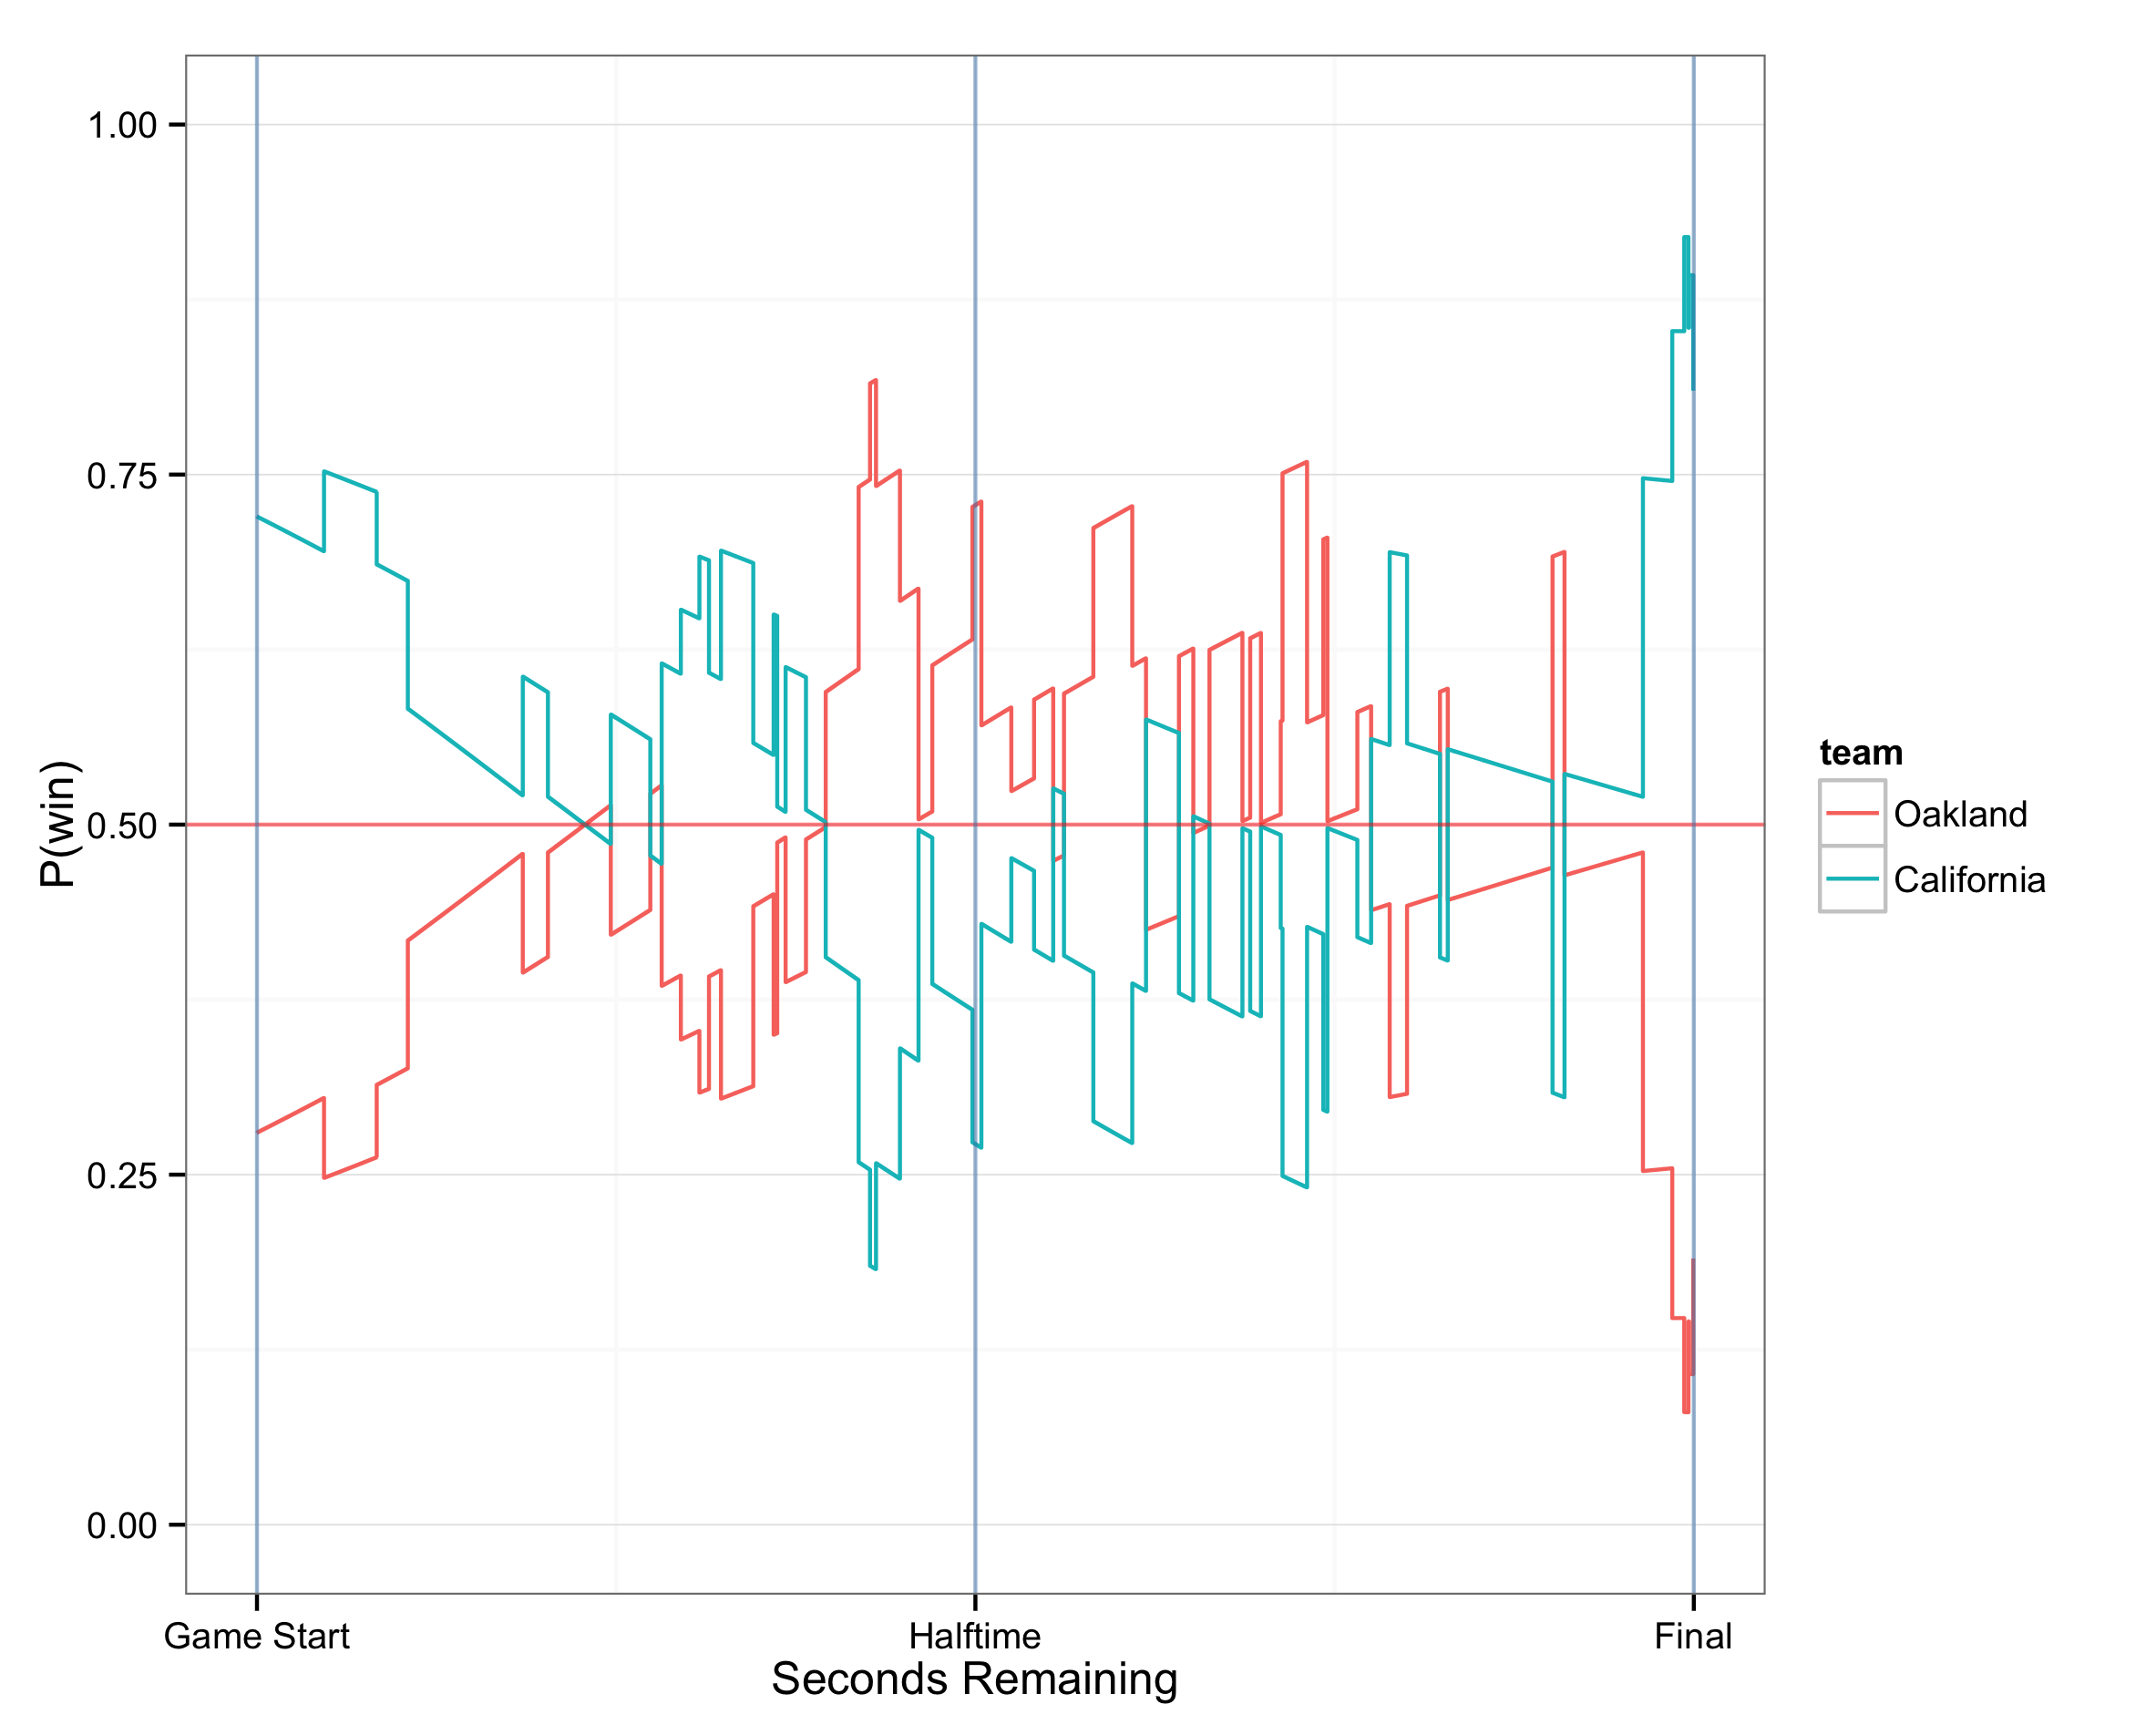 P(win)
1.00
0.75
0.50
0.25
0.00
Game Start
Halftime
Final
Seconds Remaining
team
Oakland
California